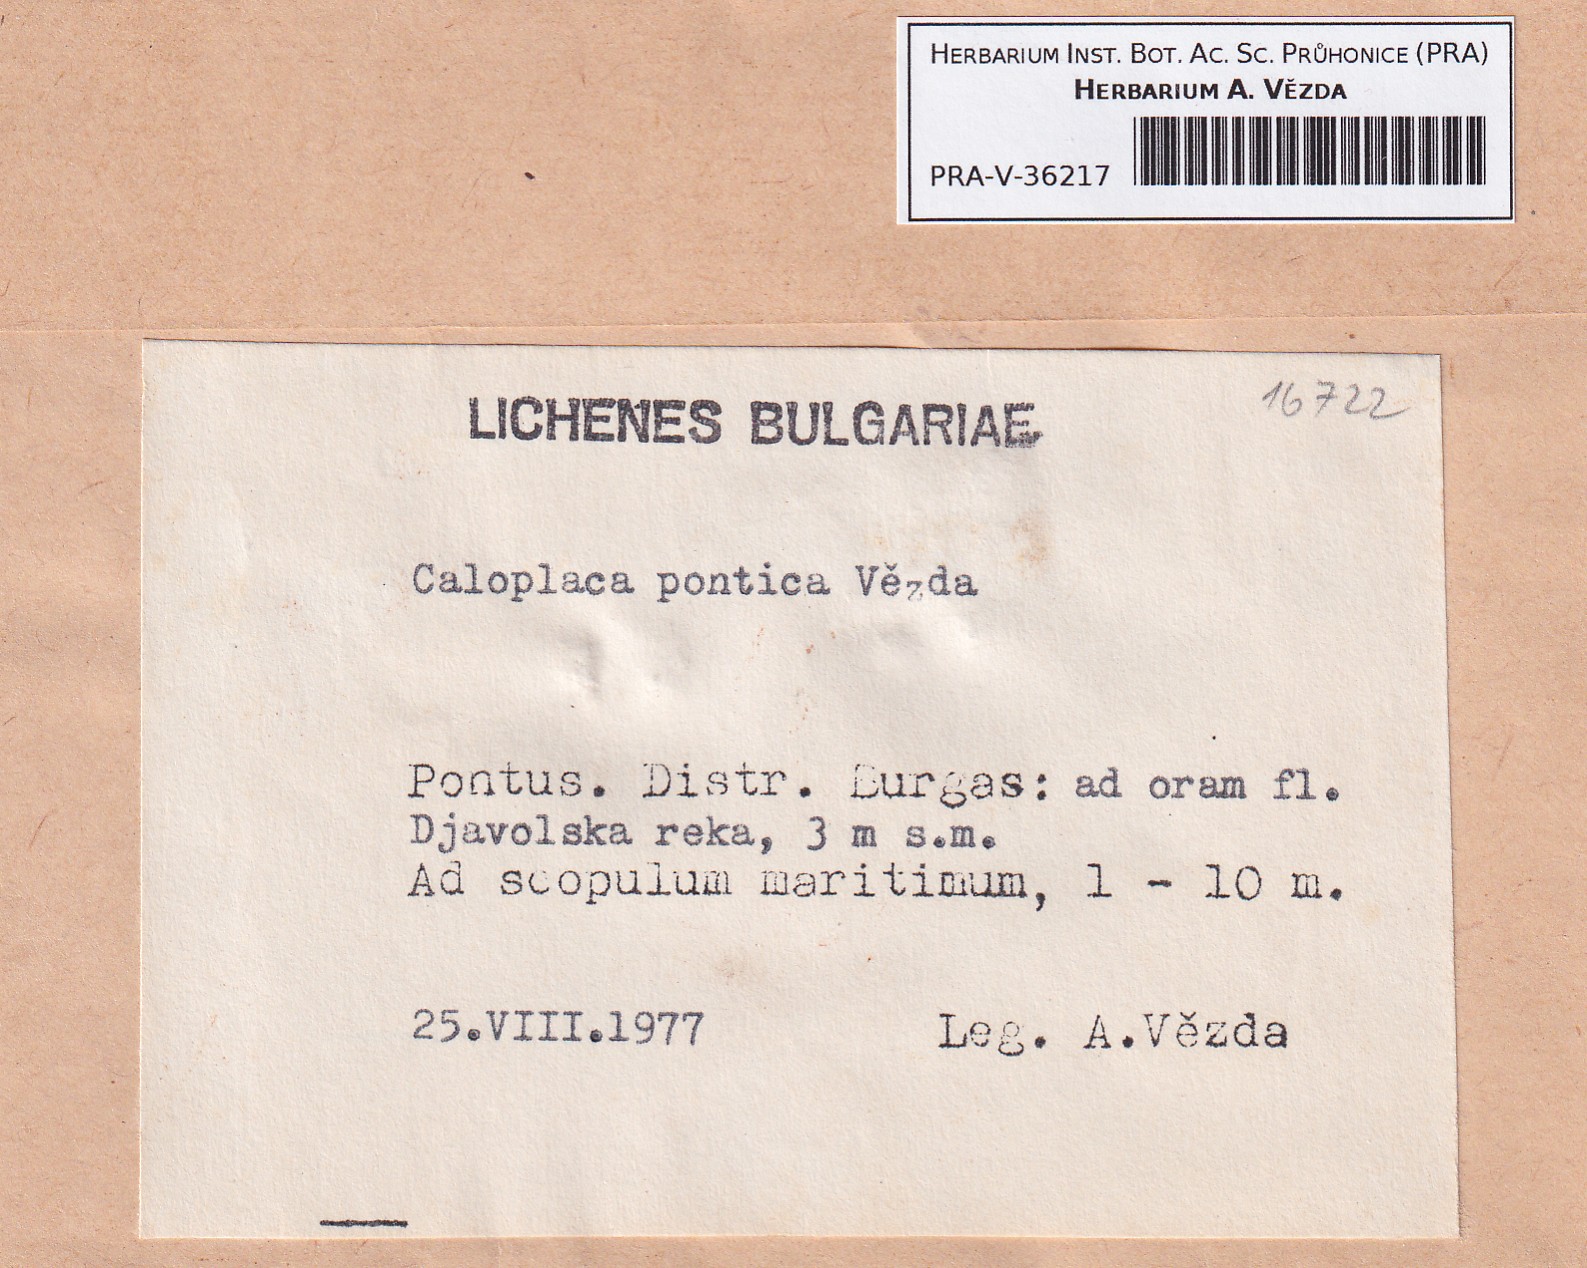 HERBARIUM INST. BOT. AC. SC. PRŮHONICE (PRA)
HERBARIUM A. VĚZDA
PRA-V-36217
16722
LICHENES BULGARIAE
Caloplaca pontica Vězda
Pontus. Distr. Burgas: ad oram fl.
Djavolska reka, 3 m s.m.
Ad scopulum maritimum, 1 - 10 m.
25.VIII.1977 Leg. A.Vězda